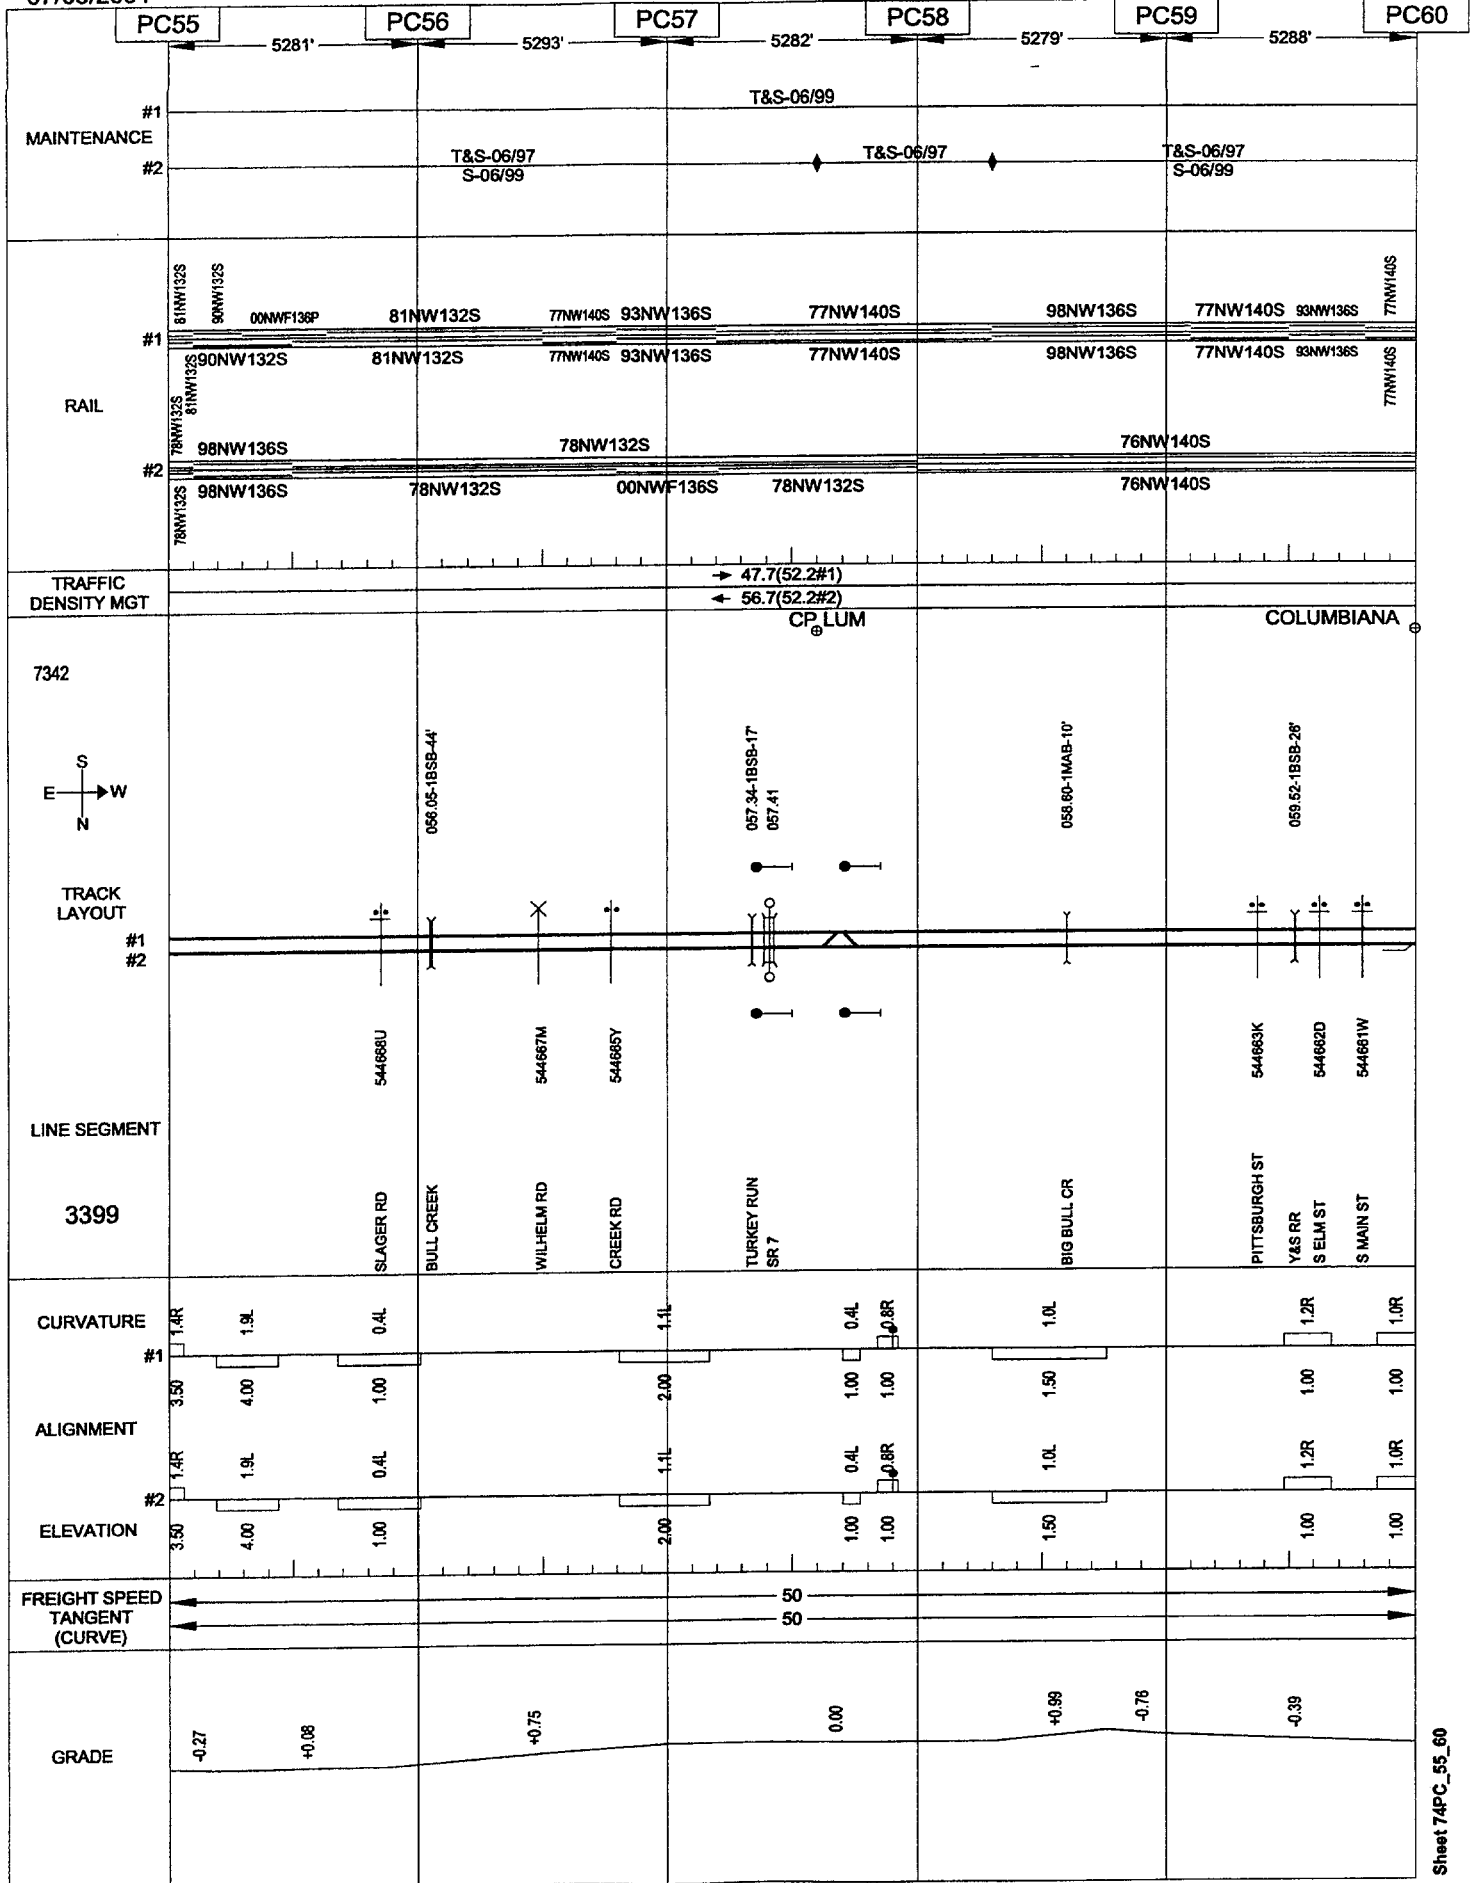 PC55 PC56 PC57 PC58 PC59 PC60
5281' 5293' 5282' 5279' 5288'
MAINTENANCE
#1
T&S-06/99
#2
T&S-06/97 T&S-06/97 T&S-06/97
S-06/99 S-06/99
RAIL
81NW132S 90NW132S 00NWF136P 81NW132S 77NW140S 93NW136S 77NW140S 98NW136S 77NW140S 93NW136S 77NW140S
#1
81NW132S 90NW132S 81NW132S 77NW140S 93NW136S 77NW140S 98NW136S 77NW140S 93NW136S 77NW140S
78NW132S 98NW136S 78NW132S 76NW140S
#2
78NW132S 98NW136S 78NW132S 00NWF136S 78NW132S 76NW140S
TRAFFIC
DENSITY MGT
47.7(52.2#1)
56.7(52.2#2)
CP LUM
COLUMBIANA
7342
S
E W
N
056.05-1BSB-44'
057.34-1BSB-17'
057.41
058.60-1MAB-10'
059.52-1BSB-26'
TRACK
LAYOUT
#1
#2
544668U
544667M
544665Y
544663K
544662D
544661W
LINE SEGMENT
3399
SLAGER RD
BULL CREEK
WILHELM RD
CREEK RD
TURKEY RUN
SR 7
BIG BULL CR
PITTSBURGH ST
Y&S RR
S ELM ST
S MAIN ST
CURVATURE
1.4R 1.9L 0.4L 1.1L 0.4L 0.8R 1.0L 1.2R 1.0R
#1
3.50 4.00 1.00 2.00 1.00 1.00 1.50 1.00 1.00
ALIGNMENT
1.4R 1.9L 0.4L 1.1L 0.4L 0.8R 1.0L 1.2R 1.0R
#2
ELEVATION
3.50 4.00 1.00 2.00 1.00 1.00 1.50 1.00 1.00
FREIGHT SPEED
TANGENT
(CURVE)
50
50
GRADE
-0.27 +0.08 +0.75 0.00 +0.99 -0.76 -0.39
Sheet 74PC_55_60